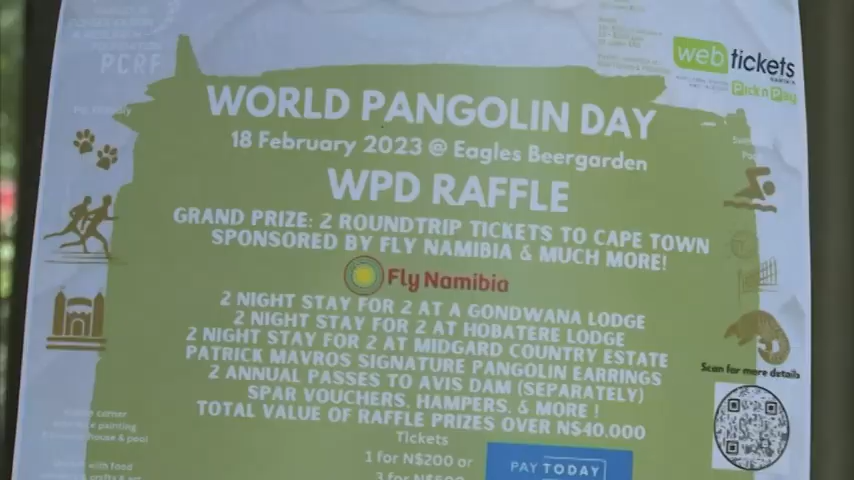 PCRF
web tickets
Pick n Pay
WORLD PANGOLIN DAY
18 February 2023 @ Eagles Beergarden
WPD RAFFLE
GRAND PRIZE: 2 ROUNDTRIP TICKETS TO CAPE TOWN
SPONSORED BY FLY NAMIBIA & MUCH MORE!
FlyNamibia
2 NIGHT STAY FOR 2 AT A GONDWANA LODGE
2 NIGHT STAY FOR 2 AT HOBATERE LODGE
2 NIGHT STAY FOR 2 AT MIDGARD COUNTRY ESTATE
PATRICK MAVROS SIGNATURE PANGOLIN EARRINGS
2 ANNUAL PASSES TO AVIS DAM (SEPARATELY)
SPAR VOUCHERS, HAMPERS, & MORE !
TOTAL VALUE OF RAFFLE PRIZES OVER N$40.000
Scan for more details
Tickets
1 for N$200 or
3 for N$500
PAY TODAY